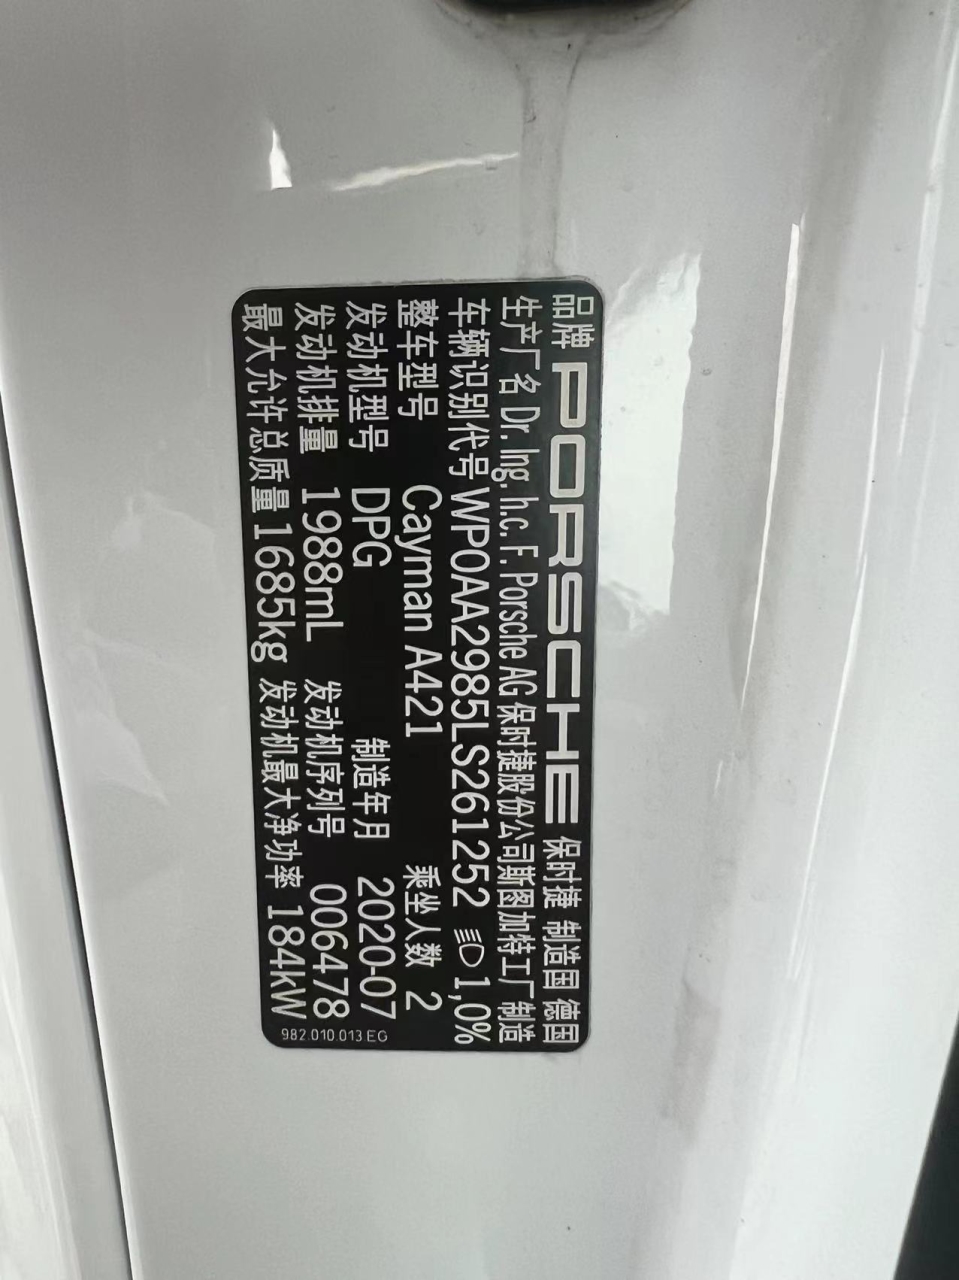 品牌 PORSCHE 保时捷 制造国 德国
生产厂名 Dr. Ing. h.c. F. Porsche AG 保时捷股份公司斯图加特工厂 制造
车辆识别代号 WP0AA2985LS261252 1,0%
整车型号 Cayman A421 乘坐人数 2
发动机型号 DPG 制造年月 2020-07
发动机排量 1988mL 发动机序列号 006478
最大允许总质量 1685kg 发动机最大净功率 184kW
982.010.013 EG